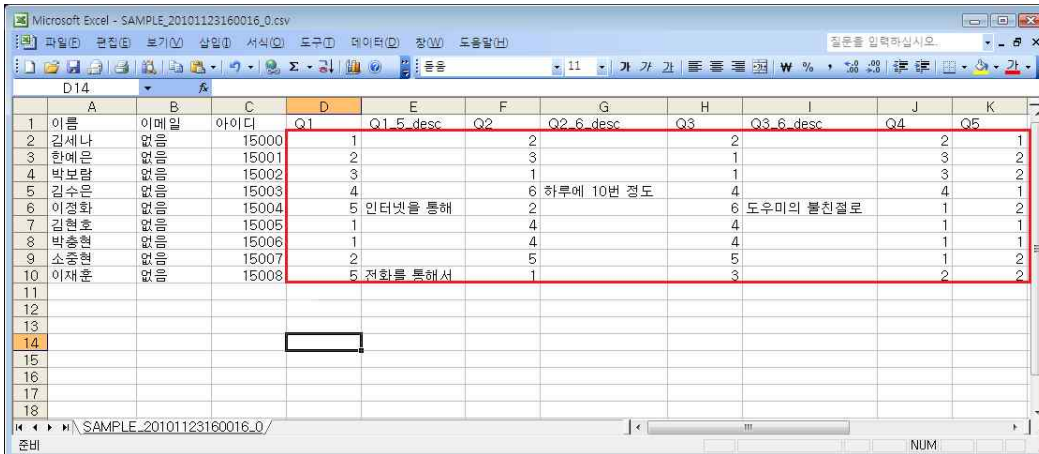 Microsoft Excel - SAMPLE_20101123160016_0.csv
파일(F) 편집(E) 보기(V) 삽입(I) 서식(O) 도구(T) 데이터(D) 창(W) 도움말(H) 질문을 입력하십시오.
돋움 11 가 가 가 W % , 가
D14 fx
A B C D E F G H I J K
1 이름 이메일 아이디 Q1 Q1_5_desc Q2 Q2_6_desc Q3 Q3_6_desc Q4 Q5
2 김세나 없음 15000 1 2 2 2 1
3 한예은 없음 15001 2 3 1 3 2
4 박보람 없음 15002 3 1 1 3 2
5 김수은 없음 15003 4 6 하루에 10번 정도 4 4 1
6 이정화 없음 15004 5 인터넷을 통해 2 6 도우미의 불친절로 1 2
7 김현호 없음 15005 1 4 4 1 1
8 박충현 없음 15006 1 4 4 1 1
9 소중현 없음 15007 2 5 5 1 2
10 이재훈 없음 15008 5 전화를 통해서 1 3 2 2
11
12
13
14
15
16
17
18
SAMPLE_20101123160016_0
준비 NUM